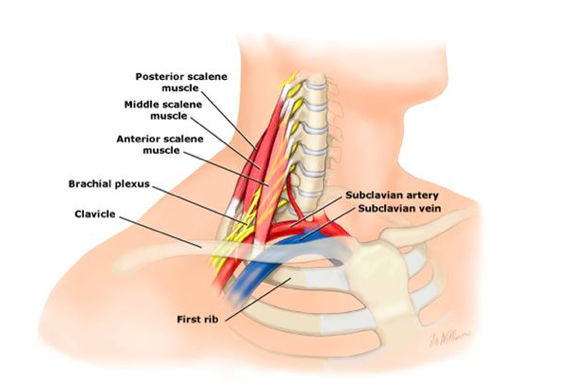 Posterior scalene
muscle
Middle scalene
muscle
Anterior scalene
muscle
Brachial plexus
Clavicle
Subclavian artery
Subclavian vein
First rib